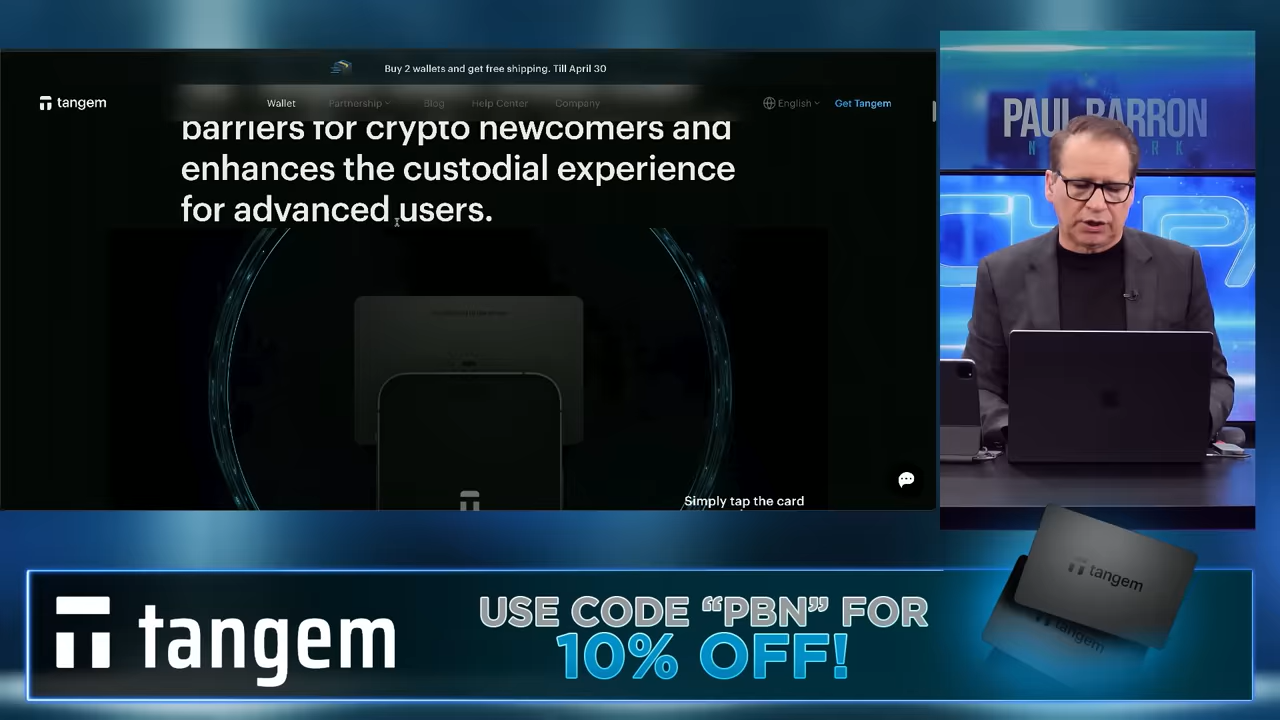 Buy 2 wallets and get free shipping. Till April 30
tangem
Wallet
Partnership
Blog
Help Center
Company
English
Get Tangem
barriers for crypto newcomers and
enhances the custodial experience
for advanced users.
Simply tap the card
PAUL BARRON
tangem
USE CODE “PBN” FOR
10% OFF!
tangem
tangem